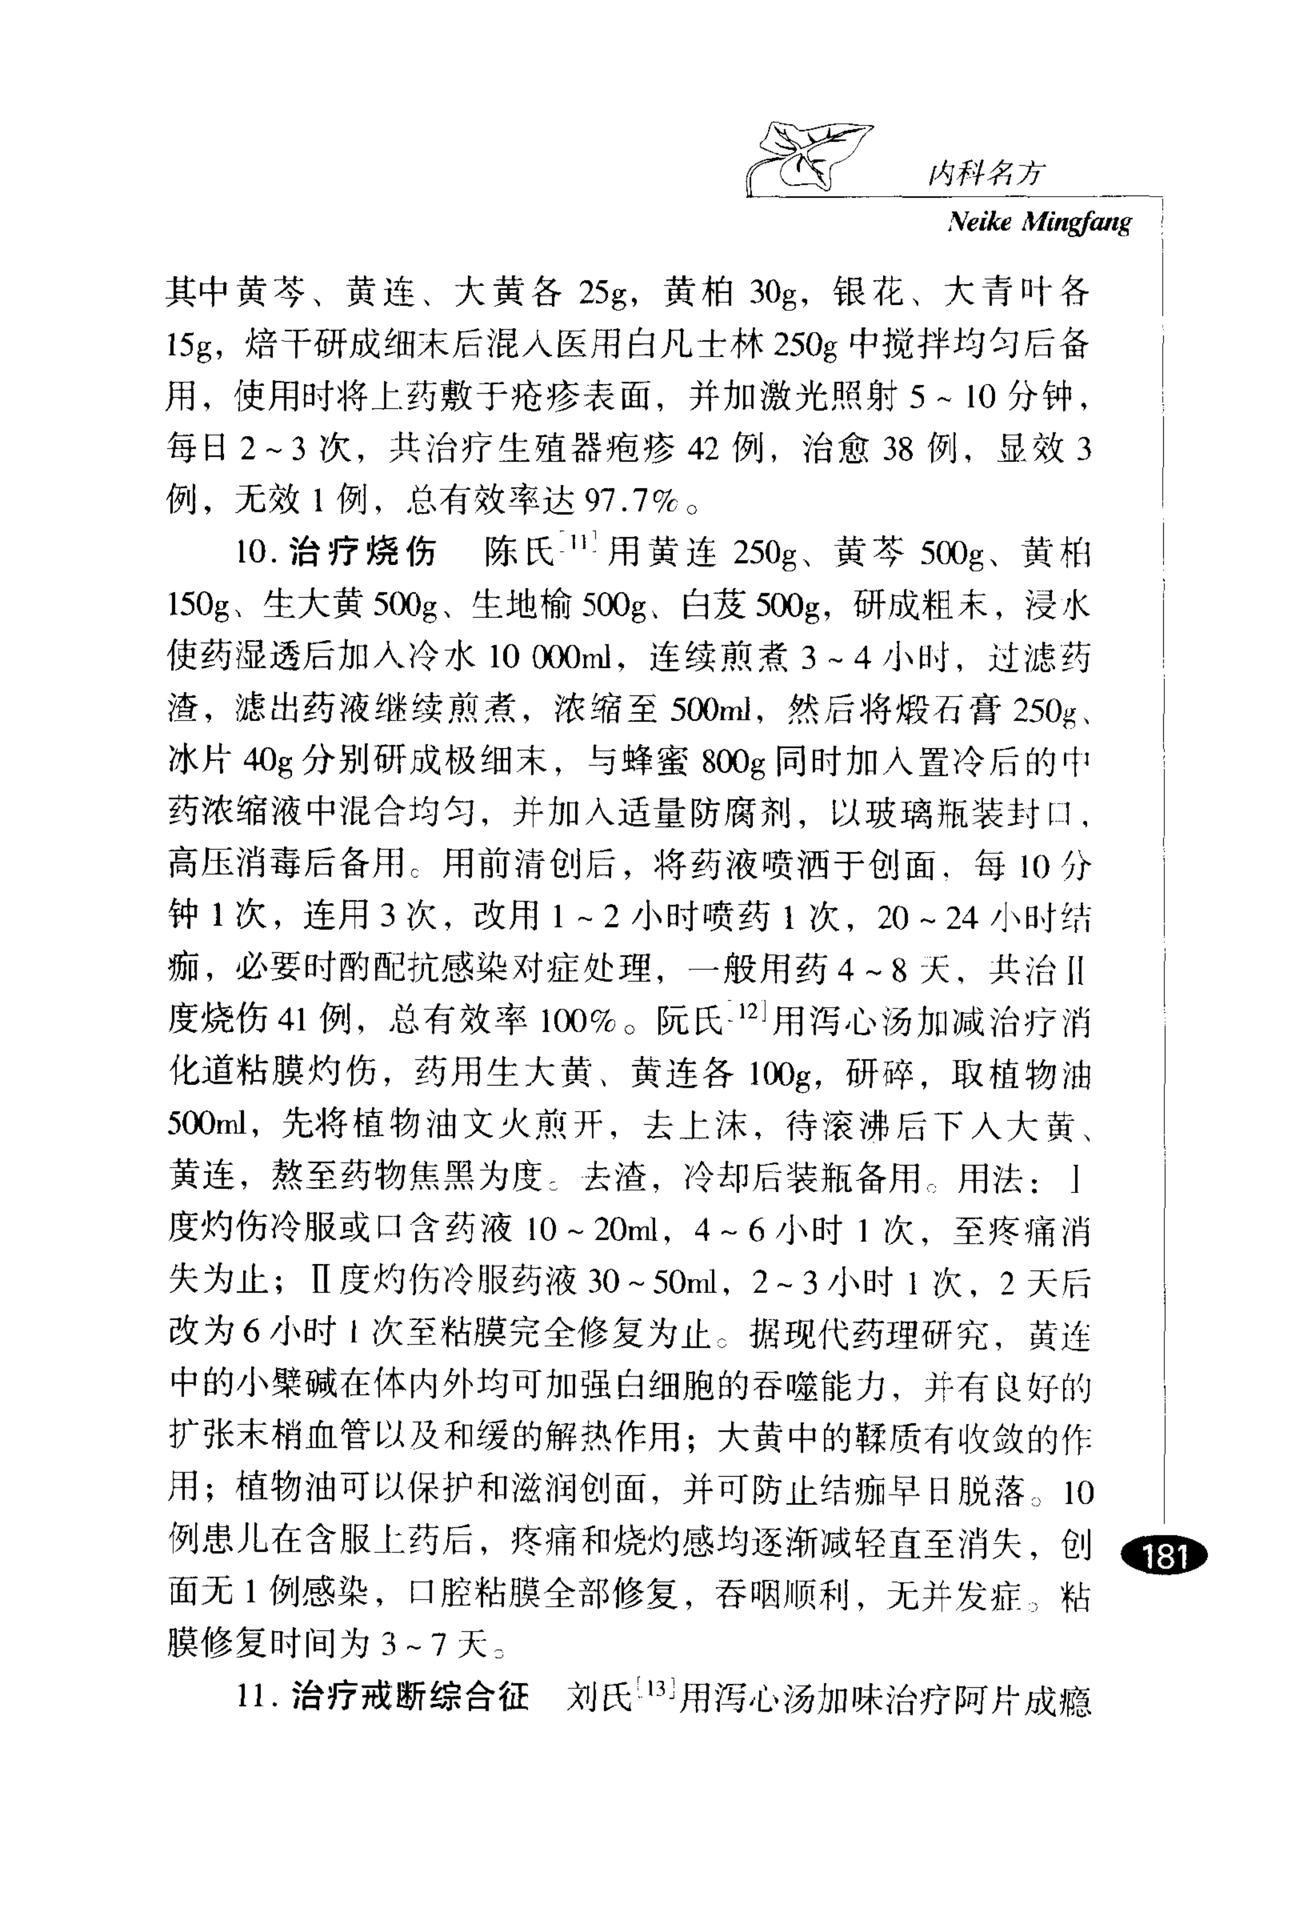 内科名方
Neike Mingfang
其中黄芩、黄连、大黄各 25g，黄柏 30g，银花、大青叶各
15g，焙干研成细末后混入医用白凡士林 250g 中搅拌均匀后备
用，使用时将上药敷于疮疹表面，并加激光照射 5～10 分钟，
每日 2～3 次，共治疗生殖器疱疹 42 例，治愈 38 例，显效 3
例，无效 1 例，总有效率达 97.7%。
10. 治疗烧伤 陈氏[11]用黄连 250g、黄芩 500g、黄柏
150g、生大黄 500g、生地榆 500g、白芨 500g，研成粗末，浸水
使药湿透后加入冷水 10 000ml，连续煎煮 3～4 小时，过滤药
渣，滤出药液继续煎煮，浓缩至 500ml，然后将煅石膏 250g、
冰片 40g 分别研成极细末，与蜂蜜 800g 同时加入置冷后的中
药浓缩液中混合均匀，并加入适量防腐剂，以玻璃瓶装封口，
高压消毒后备用。用前清创后，将药液喷洒于创面，每 10 分
钟 1 次，连用 3 次，改用 1～2 小时喷药 1 次，20～24 小时结
痂，必要时酌配抗感染对症处理，一般用药 4～8 天，共治Ⅱ
度烧伤 41 例，总有效率 100%。阮氏[12]用泻心汤加减治疗消
化道粘膜灼伤，药用生大黄、黄连各 100g，研碎，取植物油
500ml，先将植物油文火煎开，去上沫，待滚沸后下入大黄、
黄连，熬至药物焦黑为度。去渣，冷却后装瓶备用。用法：Ⅰ
度灼伤冷服或口含药液 10～20ml，4～6 小时 1 次，至疼痛消
失为止；Ⅱ度灼伤冷服药液 30～50ml，2～3 小时 1 次，2 天后
改为 6 小时 1 次至粘膜完全修复为止。据现代药理研究，黄连
中的小檗碱在体内外均可加强白细胞的吞噬能力，并有良好的
扩张末梢血管以及和缓的解热作用；大黄中的鞣质有收敛的作
用；植物油可以保护和滋润创面，并可防止结痂早日脱落。10
例患儿在含服上药后，疼痛和烧灼感均逐渐减轻直至消失，创
面无 1 例感染，口腔粘膜全部修复，吞咽顺利，无并发症。粘
膜修复时间为 3～7 天。
181
11. 治疗戒断综合征 刘氏[13]用泻心汤加味治疗阿片成瘾